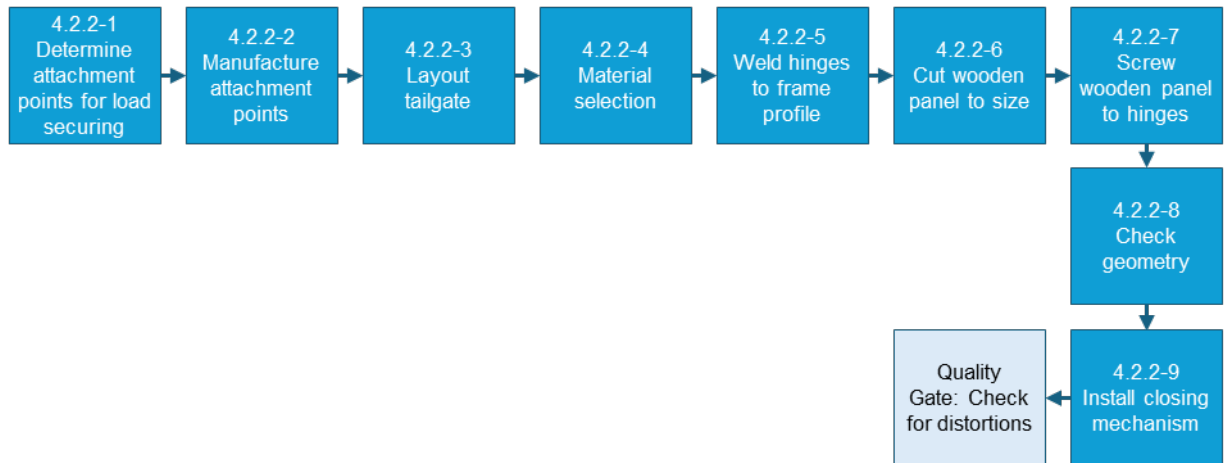 4.2.2-1
Determine
attachment
points for load
securing
4.2.2-2
Manufacture
attachment
points
4.2.2-3
Layout
tailgate
4.2.2-4
Material
selection
4.2.2-5
Weld hinges
to frame
profile
4.2.2-6
Cut wooden
panel to size
4.2.2-7
Screw
wooden panel
to hinges
4.2.2-8
Check
geometry
4.2.2-9
Install closing
mechanism
Quality
Gate: Check
for distortions